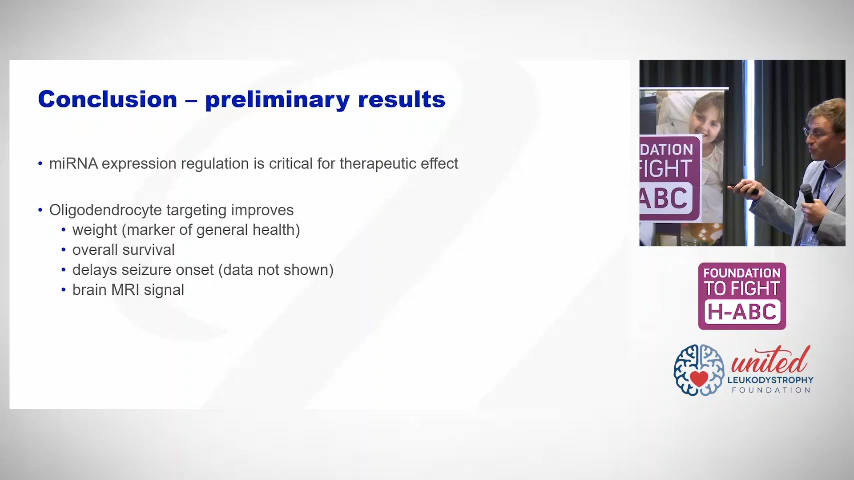 Conclusion – preliminary results
• miRNA expression regulation is critical for therapeutic effect
• Oligodendrocyte targeting improves
• weight (marker of general health)
• overall survival
• delays seizure onset (data not shown)
• brain MRI signal
DATION
FIGHT
ABC
FOUNDATION
TO FIGHT
H-ABC
united
LEUKODYSTROPHY
FOUNDATION